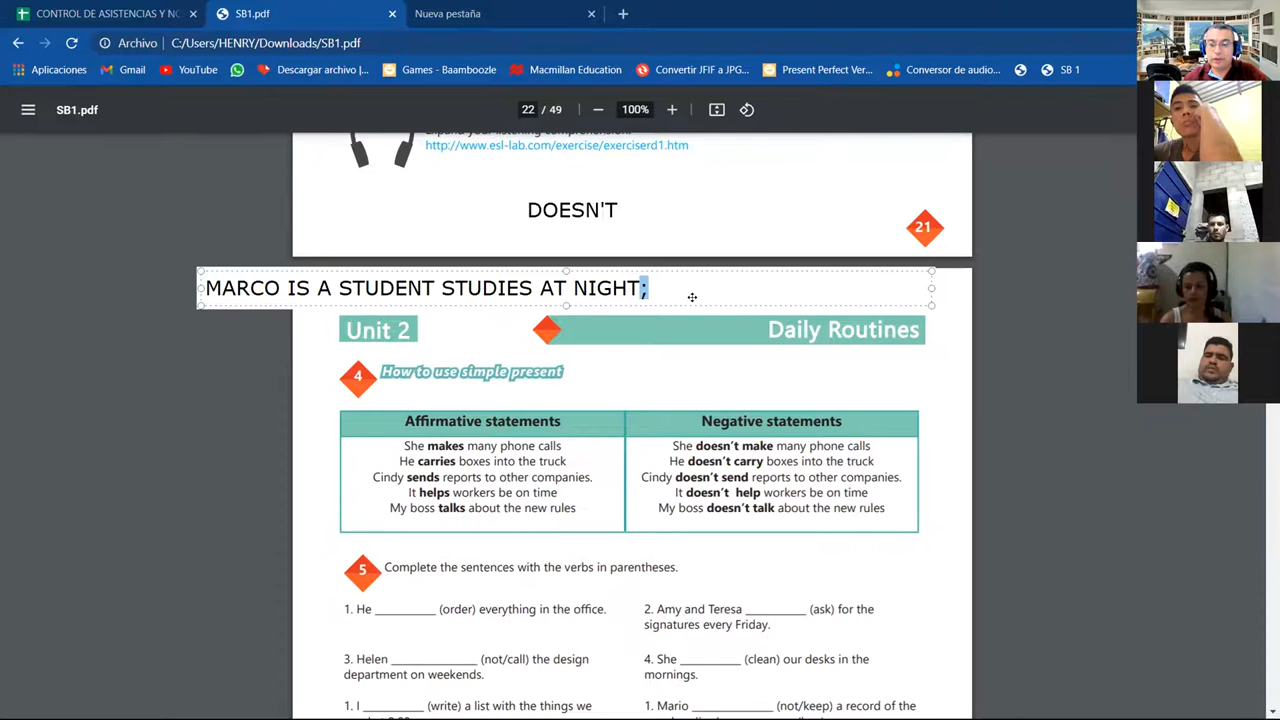 CONTROL DE ASISTENCIAS Y NO
SB1.pdf
Nueva pestaña
Archivo
C:/Users/HENRY/Downloads/SB1.pdf
Aplicaciones
Gmail
YouTube
Descargar archivo |...
Games - Bamboozle
Macmillan Education
Convertir JFIF a JPG...
Present Perfect Ver...
Conversor de audio...
SB 1
SB1.pdf
22 / 49
100%
http://www.esl-lab.com/exercise/exerciserd1.htm
DOESN'T
21
MARCO IS A STUDENT STUDIES AT NIGHT;
Unit 2
Daily Routines
4
How to use simple present
Affirmative statements
Negative statements
She makes many phone calls
He carries boxes into the truck
Cindy sends reports to other companies.
It helps workers be on time
My boss talks about the new rules
She doesn't make many phone calls
He doesn't carry boxes into the truck
Cindy doesn't send reports to other companies.
It doesn't help workers be on time
My boss doesn't talk about the new rules
5
Complete the sentences with the verbs in parentheses.
1. He __________ (order) everything in the office.
2. Amy and Teresa __________ (ask) for the
signatures every Friday.
3. Helen ______________ (not/call) the design
department on weekends.
4. She __________ (clean) our desks in the
mornings.
1. I __________ (write) a list with the things we
1. Mario _____________ (not/keep) a record of the